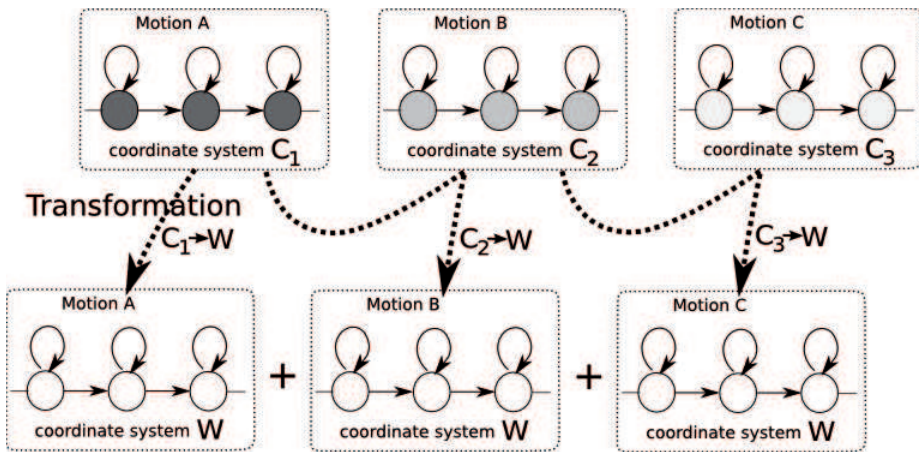 Motion A
Motion B
Motion C
coordinate system C1
coordinate system C2
coordinate system C3
Transformation
C1→W
C2→W
C3→W
Motion A
Motion B
Motion C
+
+
coordinate system W
coordinate system W
coordinate system W